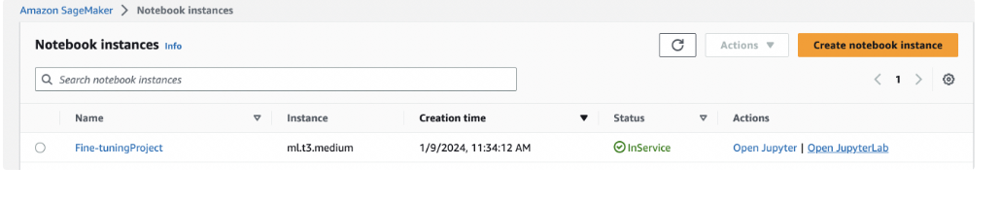 Amazon SageMaker > Notebook instances
Notebook instances Info
Actions
Create notebook instance
Search notebook instances
1
Name Instance Creation time Status Actions
Fine-tuningProject ml.t3.medium 1/9/2024, 11:34:12 AM InService Open Jupyter | Open JupyterLab